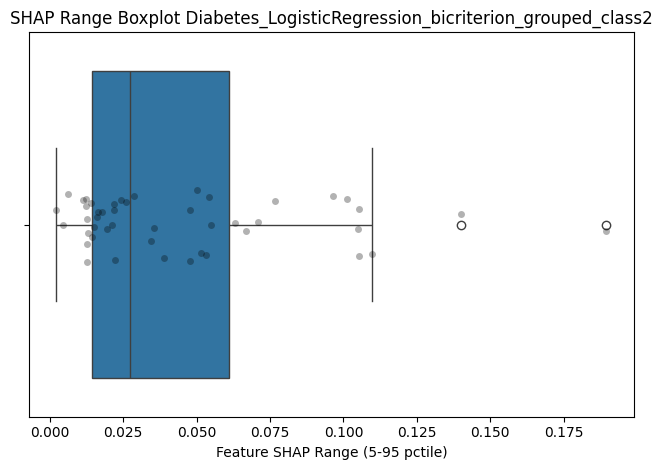 SHAP Range Boxplot Diabetes_LogisticRegression_bicriterion_grouped_class2
0.000 0.025 0.050 0.075 0.100 0.125 0.150 0.175
Feature SHAP Range (5-95 pctile)